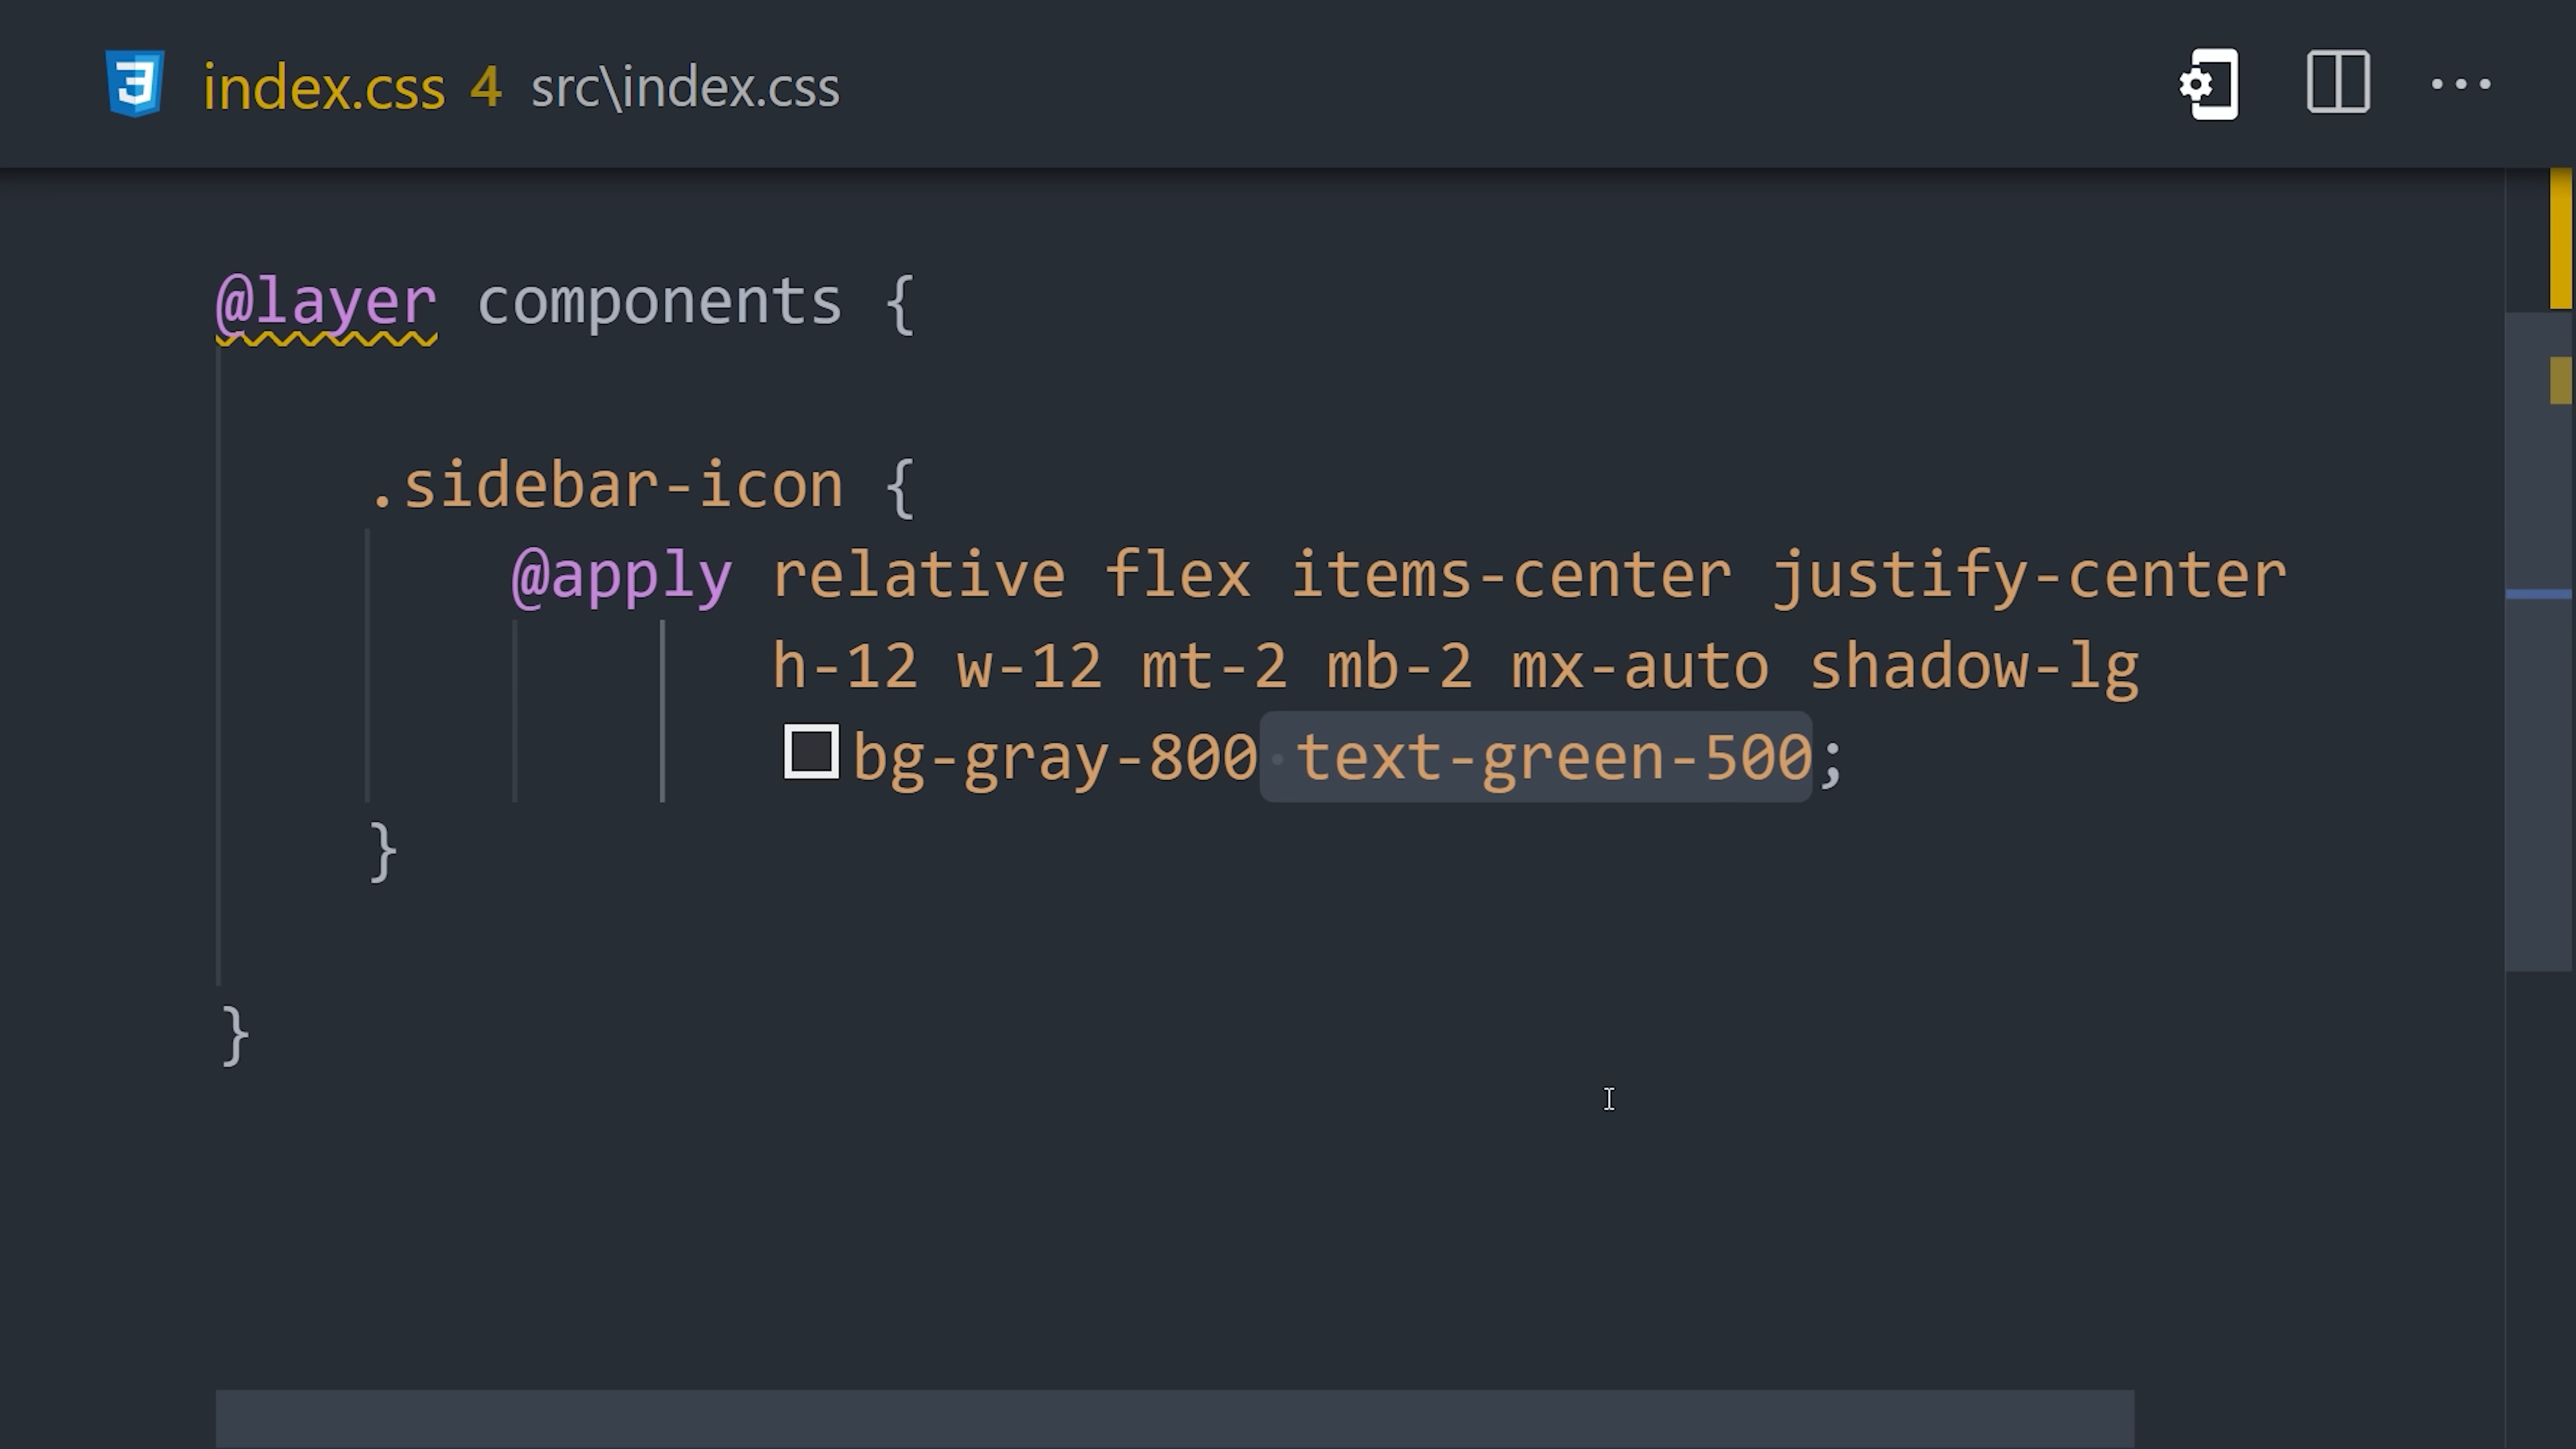 index.css 4 src\index.css
@layer components {
.sidebar-icon {
@apply relative flex items-center justify-center
h-12 w-12 mt-2 mb-2 mx-auto shadow-lg
bg-gray-800 text-green-500;
}
}